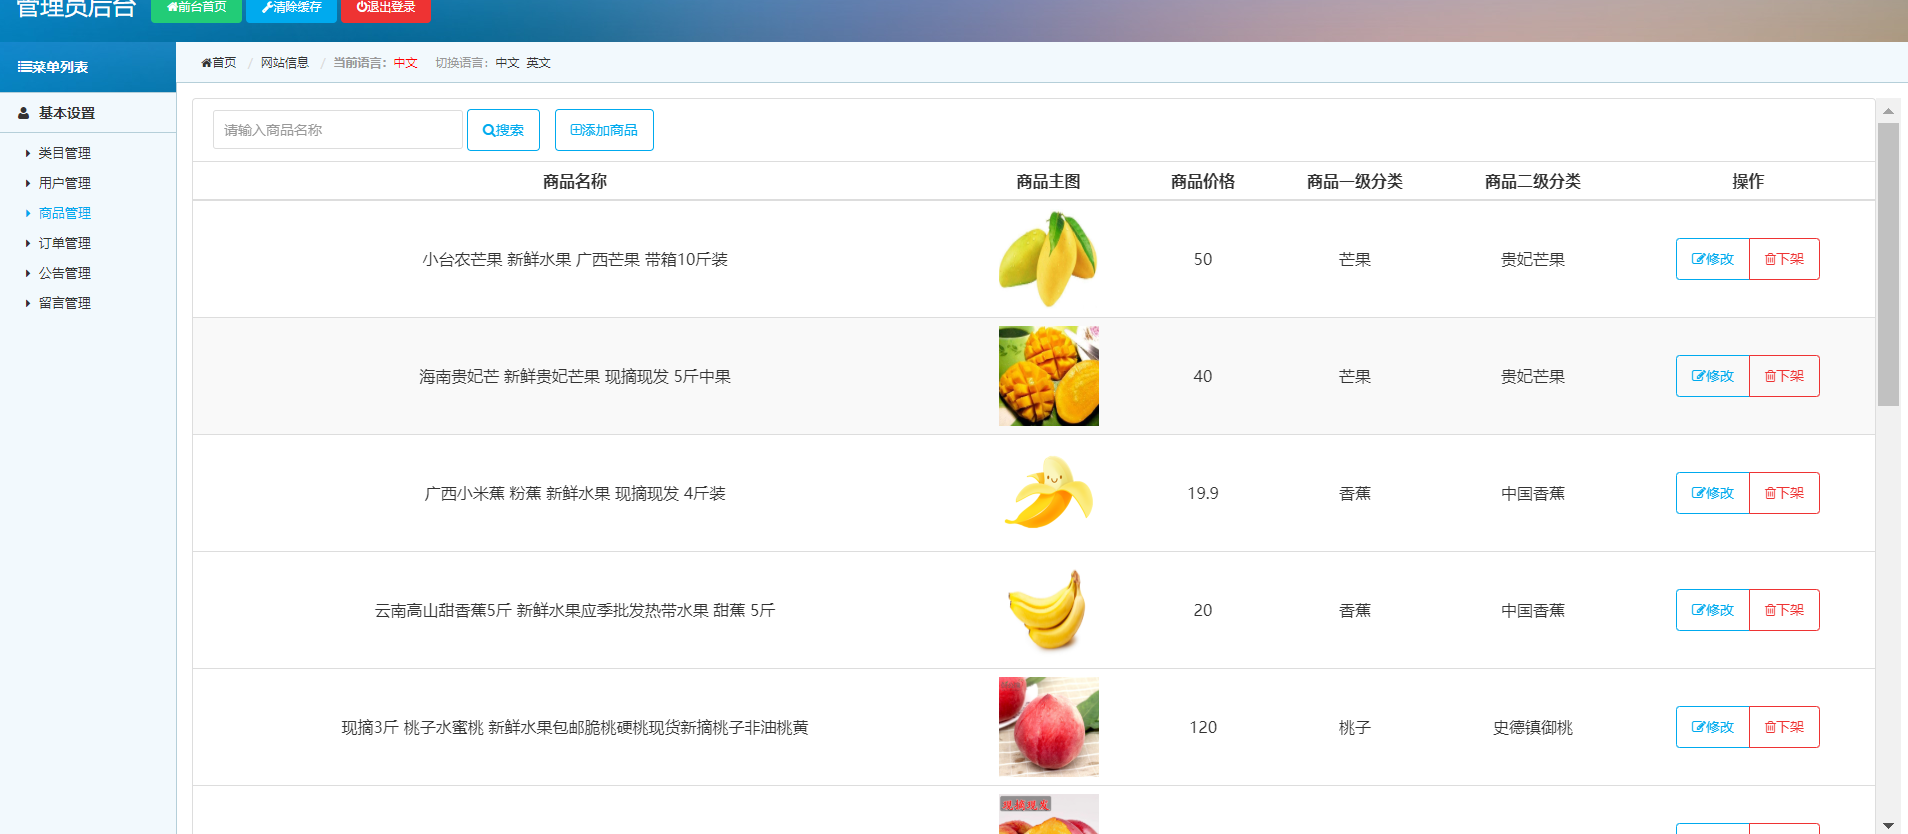 管理员后台 前台首页 清除缓存 退出登录
菜单列表
首页 / 网站信息 / 当前语言：中文 切换语言：中文 英文
基本设置
类目管理
用户管理
商品管理
订单管理
公告管理
留言管理
请输入商品名称 搜索 添加商品
商品名称 商品主图 商品价格 商品一级分类 商品二级分类 操作
小台农芒果 新鲜水果 广西芒果 带箱10斤装 50 芒果 贵妃芒果 修改 下架
海南贵妃芒 新鲜贵妃芒果 现摘现发 5斤中果 40 芒果 贵妃芒果 修改 下架
广西小米蕉 粉蕉 新鲜水果 现摘现发 4斤装 19.9 香蕉 中国香蕉 修改 下架
云南高山甜香蕉5斤 新鲜水果应季批发热带水果 甜蕉 5斤 20 香蕉 中国香蕉 修改 下架
现摘3斤 桃子水蜜桃 新鲜水果包邮脆桃硬桃现货新摘桃子非油桃黄 120 桃子 史德镇御桃 修改 下架
现摘现发